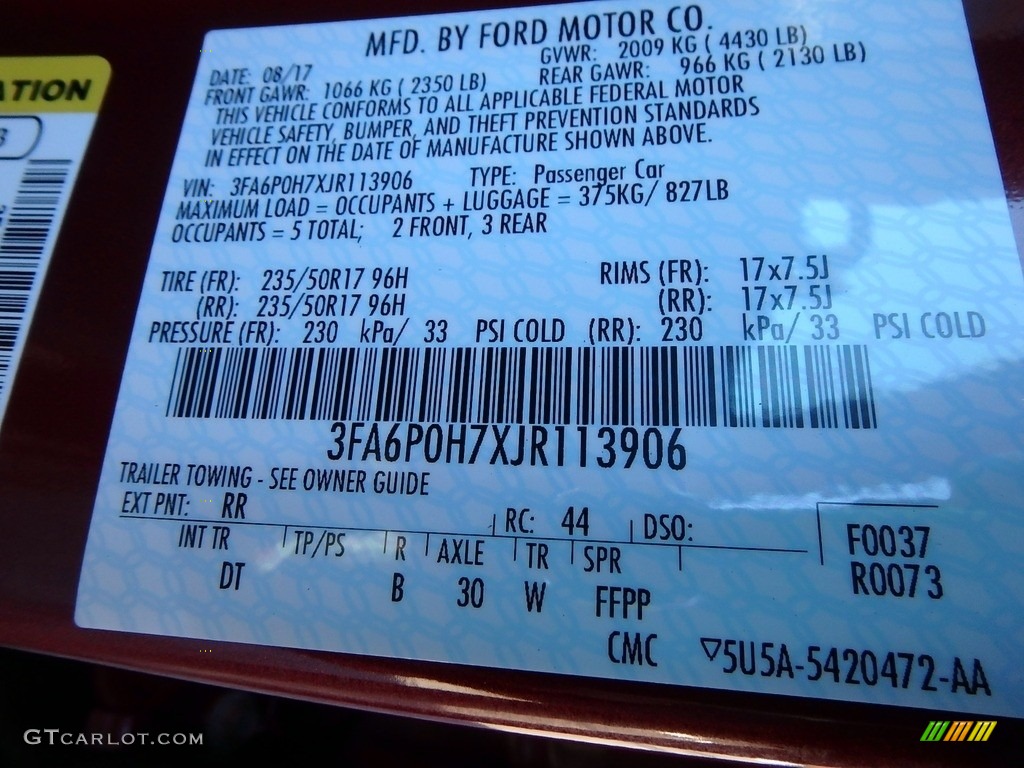 MFD. BY FORD MOTOR CO.
DATE: 08/17 GVWR: 2009 KG ( 4430 LB)
FRONT GAWR: 1066 KG ( 2350 LB) REAR GAWR: 966 KG ( 2130 LB)
THIS VEHICLE CONFORMS TO ALL APPLICABLE FEDERAL MOTOR
VEHICLE SAFETY, BUMPER, AND THEFT PREVENTION STANDARDS
IN EFFECT ON THE DATE OF MANUFACTURE SHOWN ABOVE.
VIN: 3FA6P0H7XJR113906 TYPE: Passenger Car
MAXIMUM LOAD = OCCUPANTS + LUGGAGE = 375KG/ 827LB
OCCUPANTS = 5 TOTAL; 2 FRONT, 3 REAR
TIRE (FR): 235/50R17 96H RIMS (FR): 17x7.5J
(RR): 235/50R17 96H (RR): 17x7.5J
PRESSURE (FR): 230 kPa/ 33 PSI COLD (RR): 230 kPa/ 33 PSI COLD
3FA6P0H7XJR113906
TRAILER TOWING - SEE OWNER GUIDE
EXT PNT: RR RC: 44 DSO:
INT TR TP/PS R AXLE TR SPR F0037
DT B 30 W FFPP R0073
CMC ▽5U5A-5420472-AA
ATION
GTCARLOT.COM